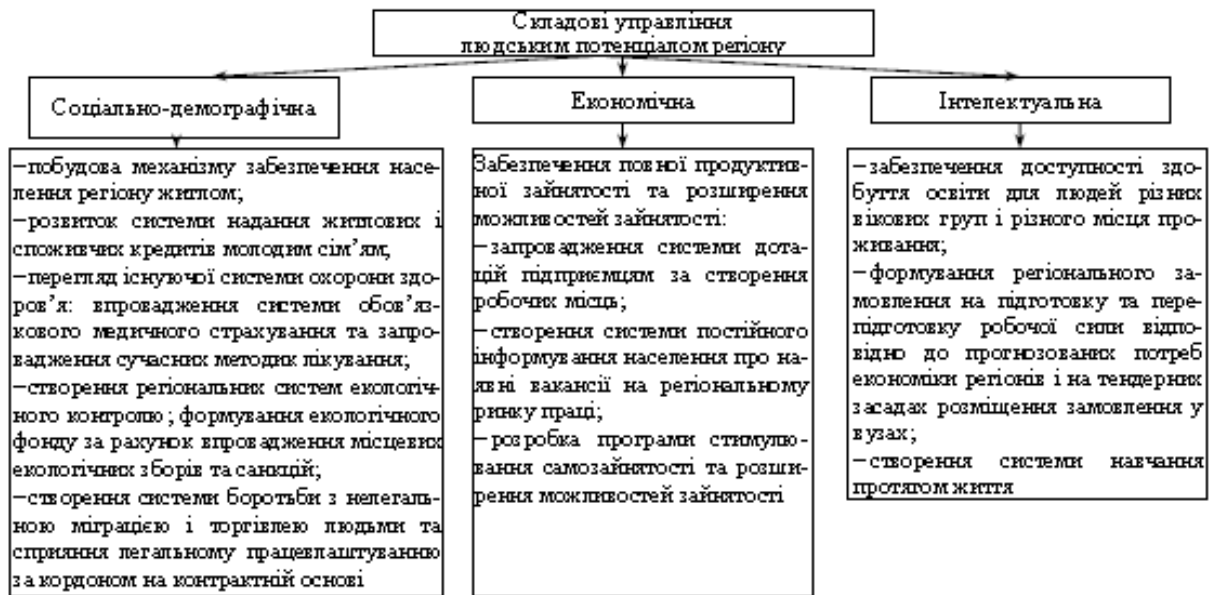 Складові управління
людським потенціалом регіону
Соціально-демографічна
Економічна
Інтелектуальна
–побудова механізму забезпечення насе-
лення регіону житлом;
–розвиток системи надання житлових і
споживчих кредитів молодим сім’ям;
–перегляд існуючої системи охорони здо-
ров’я: впровадження системи обов’яз-
кового медичного страхування та запро-
вадження сучасних методик лікування;
–створення регіональних систем екологіч-
ного контролю; формування екологічного
фонду за рахунок впровадження місцевих
екологічних зборів та санкцій;
–створення системи боротьби з нелегаль-
ною міграцією і торгівлею людьми та
сприяння легальному працевлаштуванню
за кордоном на контрактній основі
Забезпечення повної продуктив-
ної зайнятості та розширення
можливостей зайнятості:
–запровадження системи дота-
цій підприємцям за створення
робочих місць;
–створення системи постійного
інформування населення про на-
явні вакансії на регіональному
ринку праці;
–розробка програми стимулю-
вання самозайнятості та розши-
рення можливостей зайнятості
–забезпечення доступності здо-
буття освіти для людей різних
вікових груп і різного місця про-
живання;
–формування регіонального за-
мовлення на підготовку та пере-
підготовку робочої сили відпо-
відно до прогнозованих потреб
економіки регіонів і на тендерних
засадах розміщення замовлення у
вузах;
–створення системи навчання
протягом життя